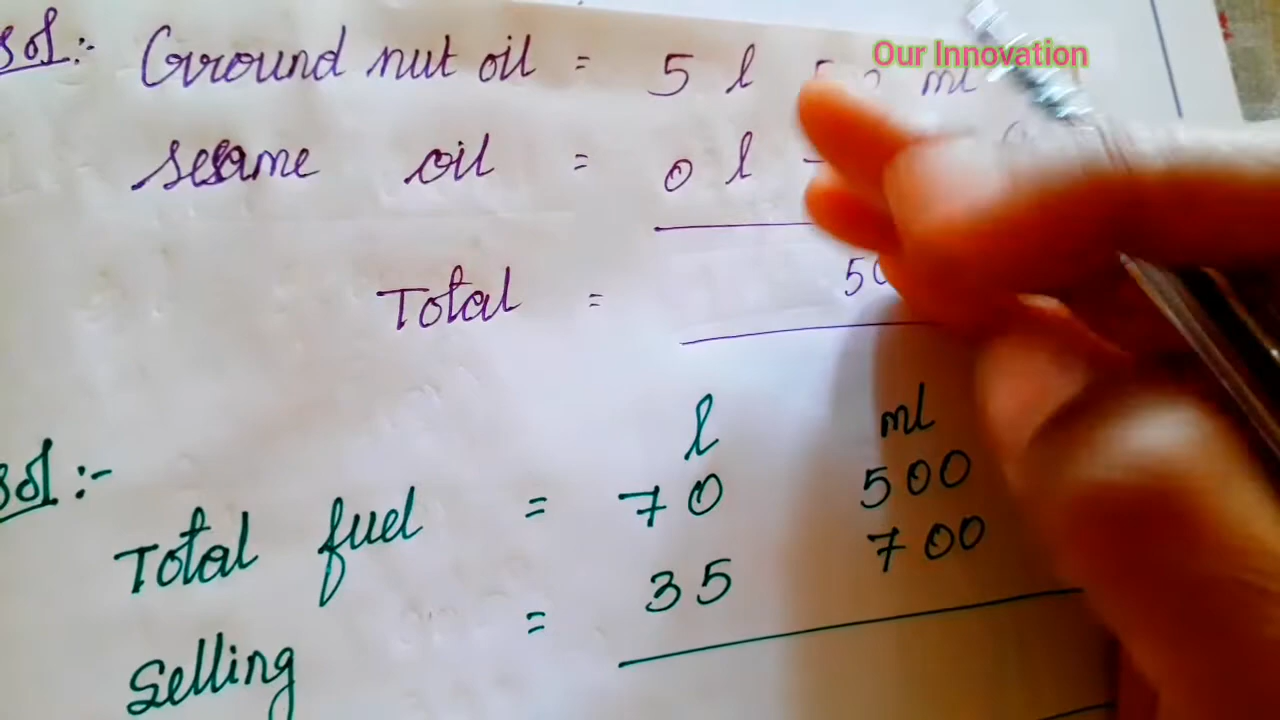 Our Innovation
Sol:-
Ground nut oil = 5 l ml
sesame oil = 0 l
Total =
l ml
Sol:-
Total fuel = 70 500
Selling = 35 700